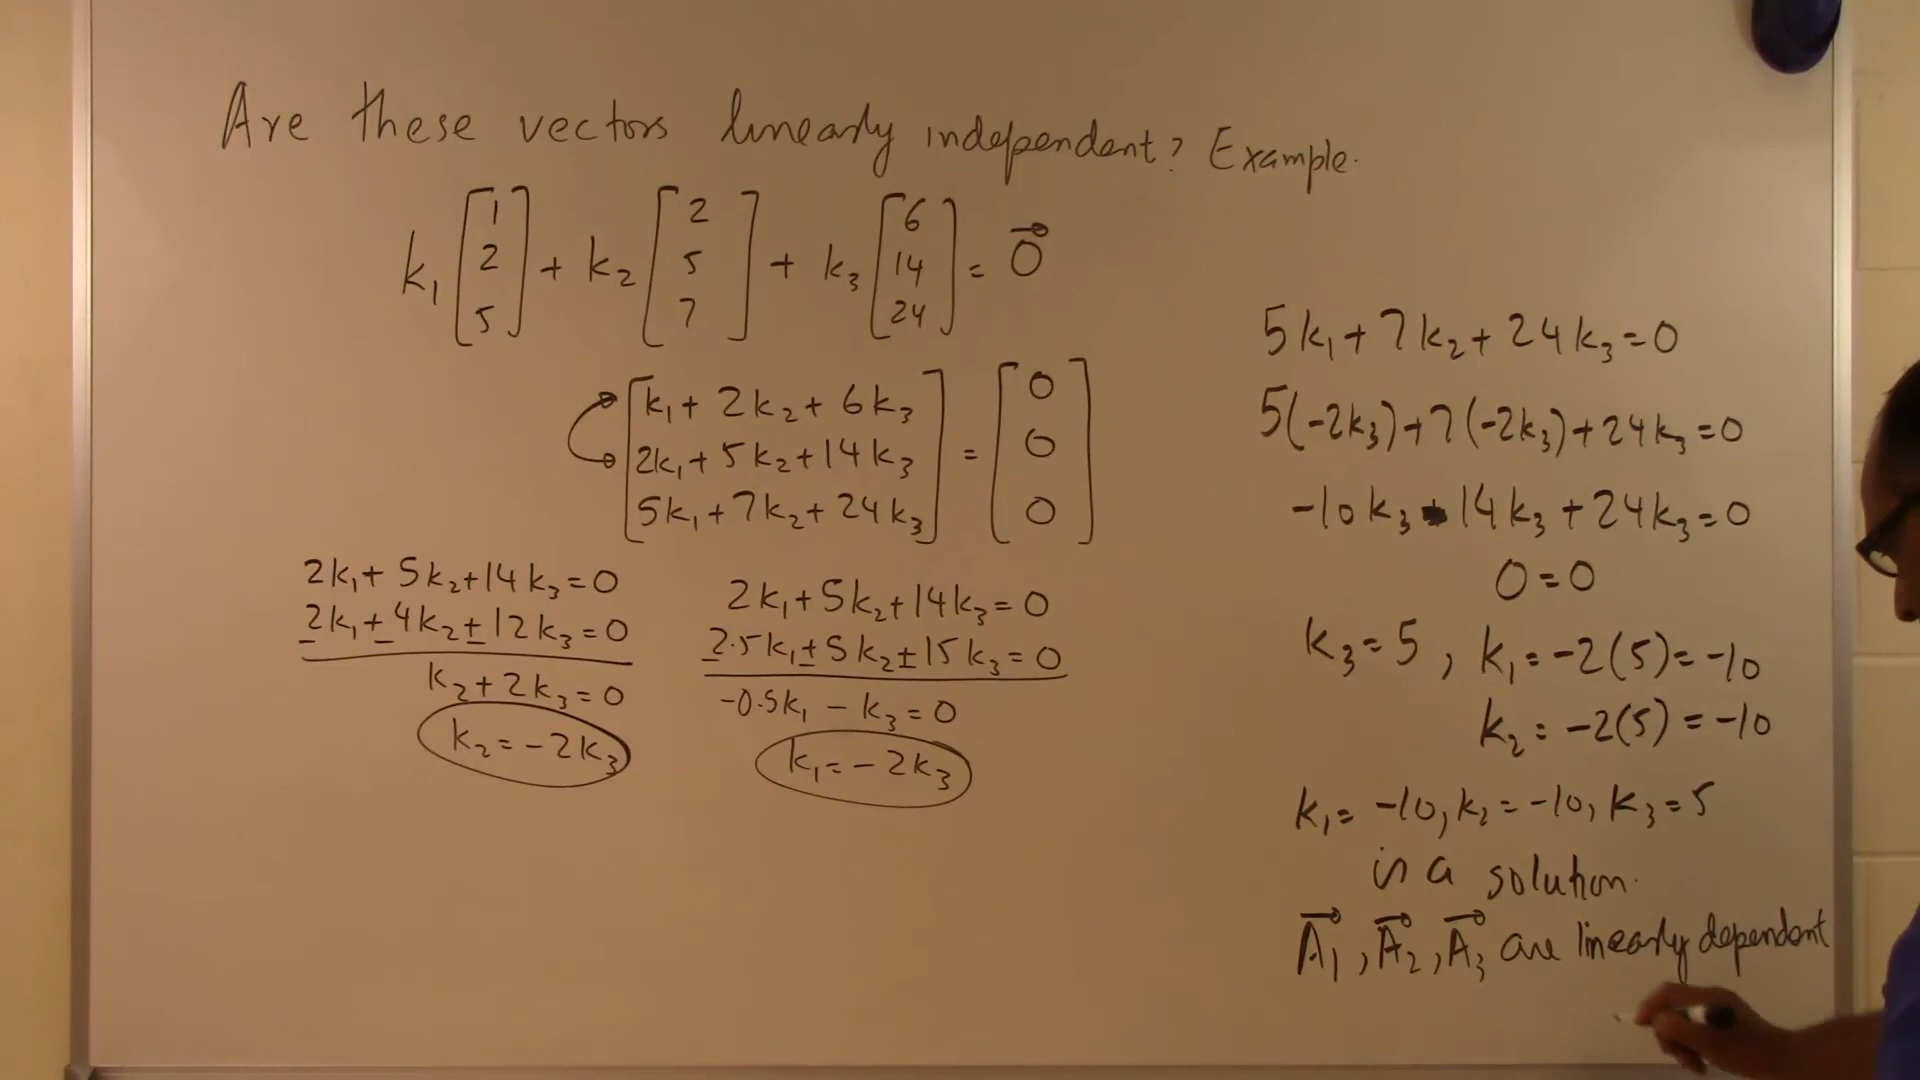 Are these vectors linearly independent? Example.
k₁ [1 2 5] + k₂ [2 5 7] + k₃ [6 14 24] = 0⃗
[k₁ + 2k₂ + 6k₃
2k₁ + 5k₂ + 14k₃
5k₁ + 7k₂ + 24k₃] = [0 0 0]
2k₁ + 5k₂ + 14k₃ = 0
2k₁ + 4k₂ + 12k₃ = 0
k₂ + 2k₃ = 0
k₂ = -2k₃
2k₁ + 5k₂ + 14k₃ = 0
2.5k₁ + 5k₂ + 15k₃ = 0
-0.5k₁ - k₃ = 0
k₁ = -2k₃
5k₁ + 7k₂ + 24k₃ = 0
5(-2k₃) + 7(-2k₃) + 24k₃ = 0
-10k₃ - 14k₃ + 24k₃ = 0
0 = 0
k₃ = 5, k₁ = -2(5) = -10
k₂ = -2(5) = -10
k₁ = -10, k₂ = -10, k₃ = 5
is a solution.
A⃗₁, A⃗₂, A⃗₃ are linearly dependent